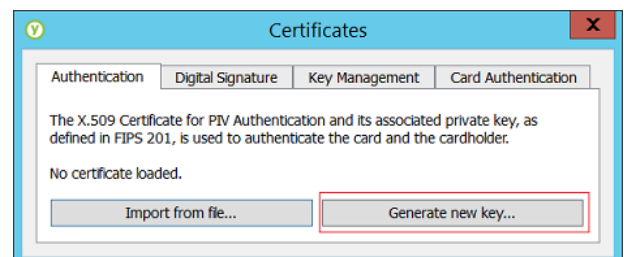 y
Certificates
X
Authentication Digital Signature Key Management Card Authentication
The X.509 Certificate for PIV Authentication and its associated private key, as
defined in FIPS 201, is used to authenticate the card and the cardholder.
No certificate loaded.
Import from file... Generate new key...